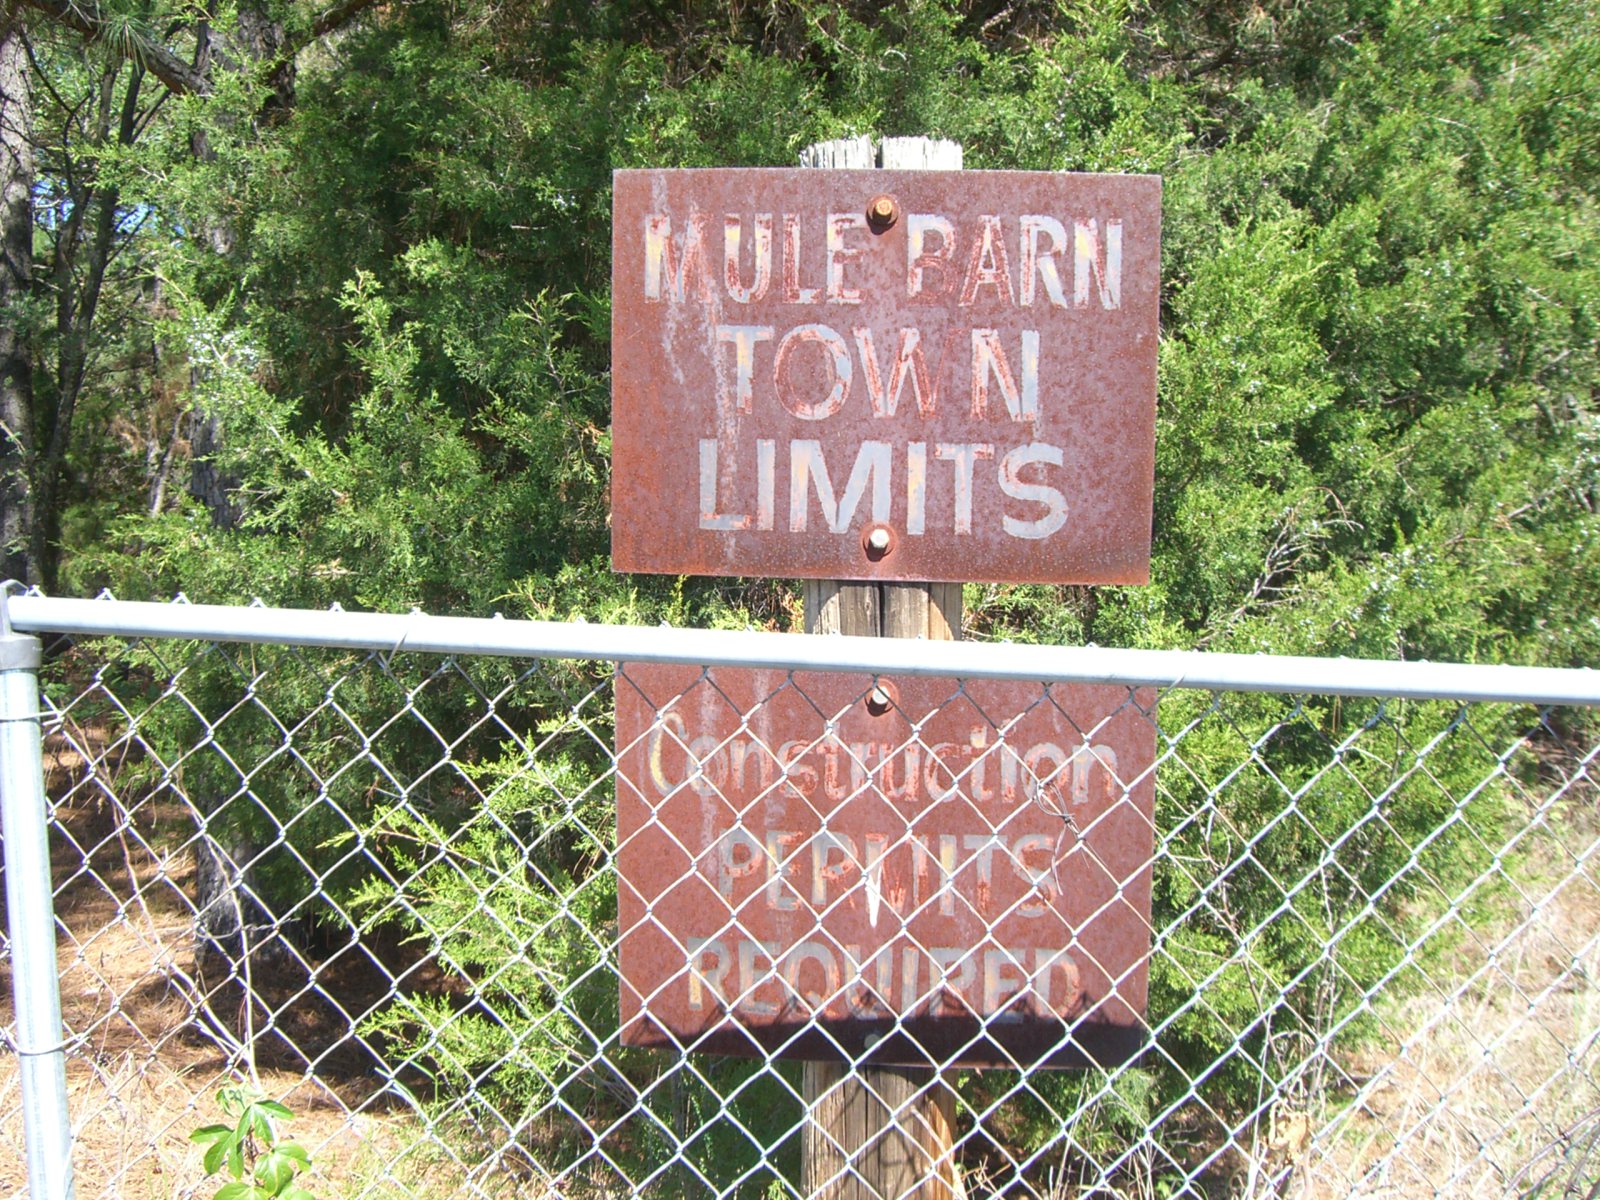 MULE BARN
TOWN
LIMITS
Construction
PERMITS
REQUIRED